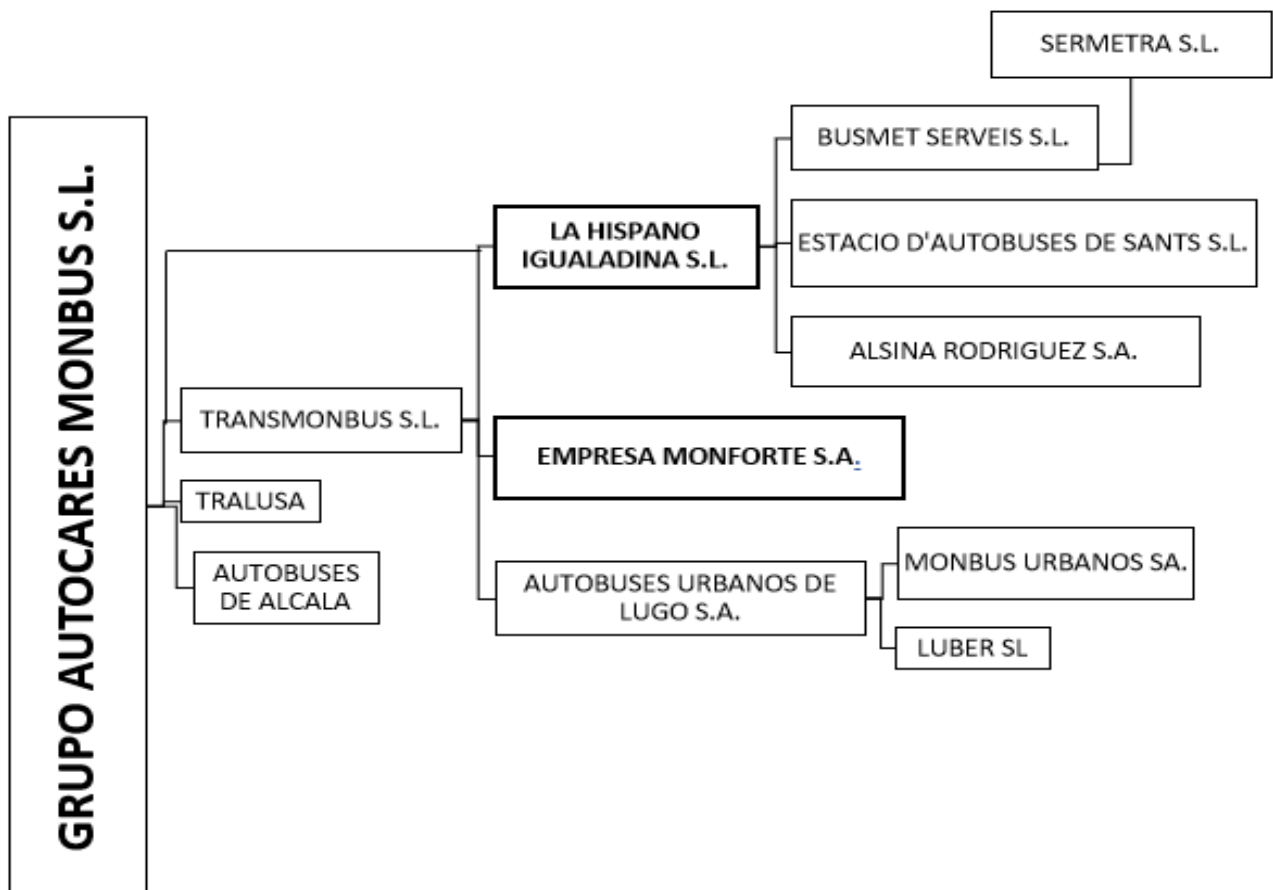 GRUPO AUTOCARES MONBUS S.L.
SERMETRA S.L.
BUSMET SERVEIS S.L.
LA HISPANO
IGUALADINA S.L.
ESTACIO D'AUTOBUSES DE SANTS S.L.
ALSINA RODRIGUEZ S.A.
TRANSMONBUS S.L.
EMPRESA MONFORTE S.A.
TRALUSA
AUTOBUSES
DE ALCALA
AUTOBUSES URBANOS DE
LUGO S.A.
MONBUS URBANOS SA.
LUBER SL